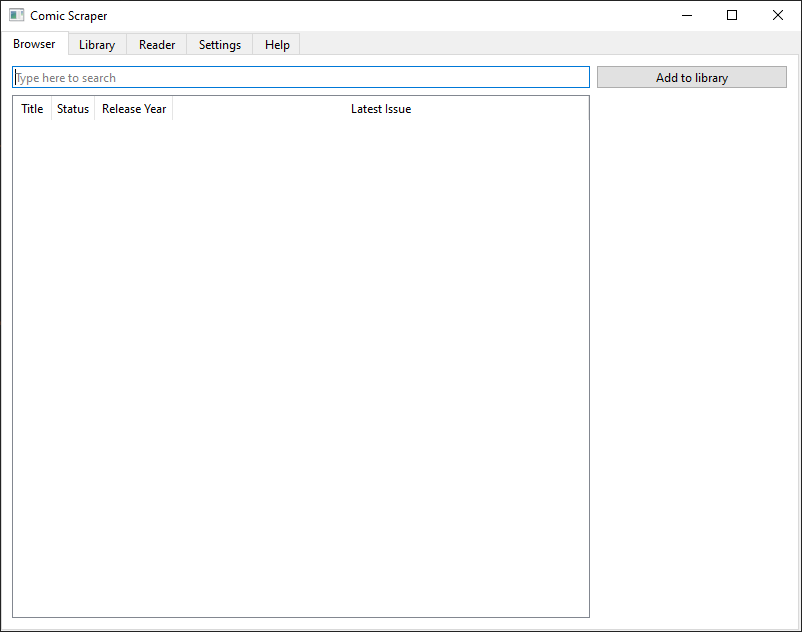 Comic Scraper
Browser Library Reader Settings Help
Type here to search Add to library
Title Status Release Year Latest Issue